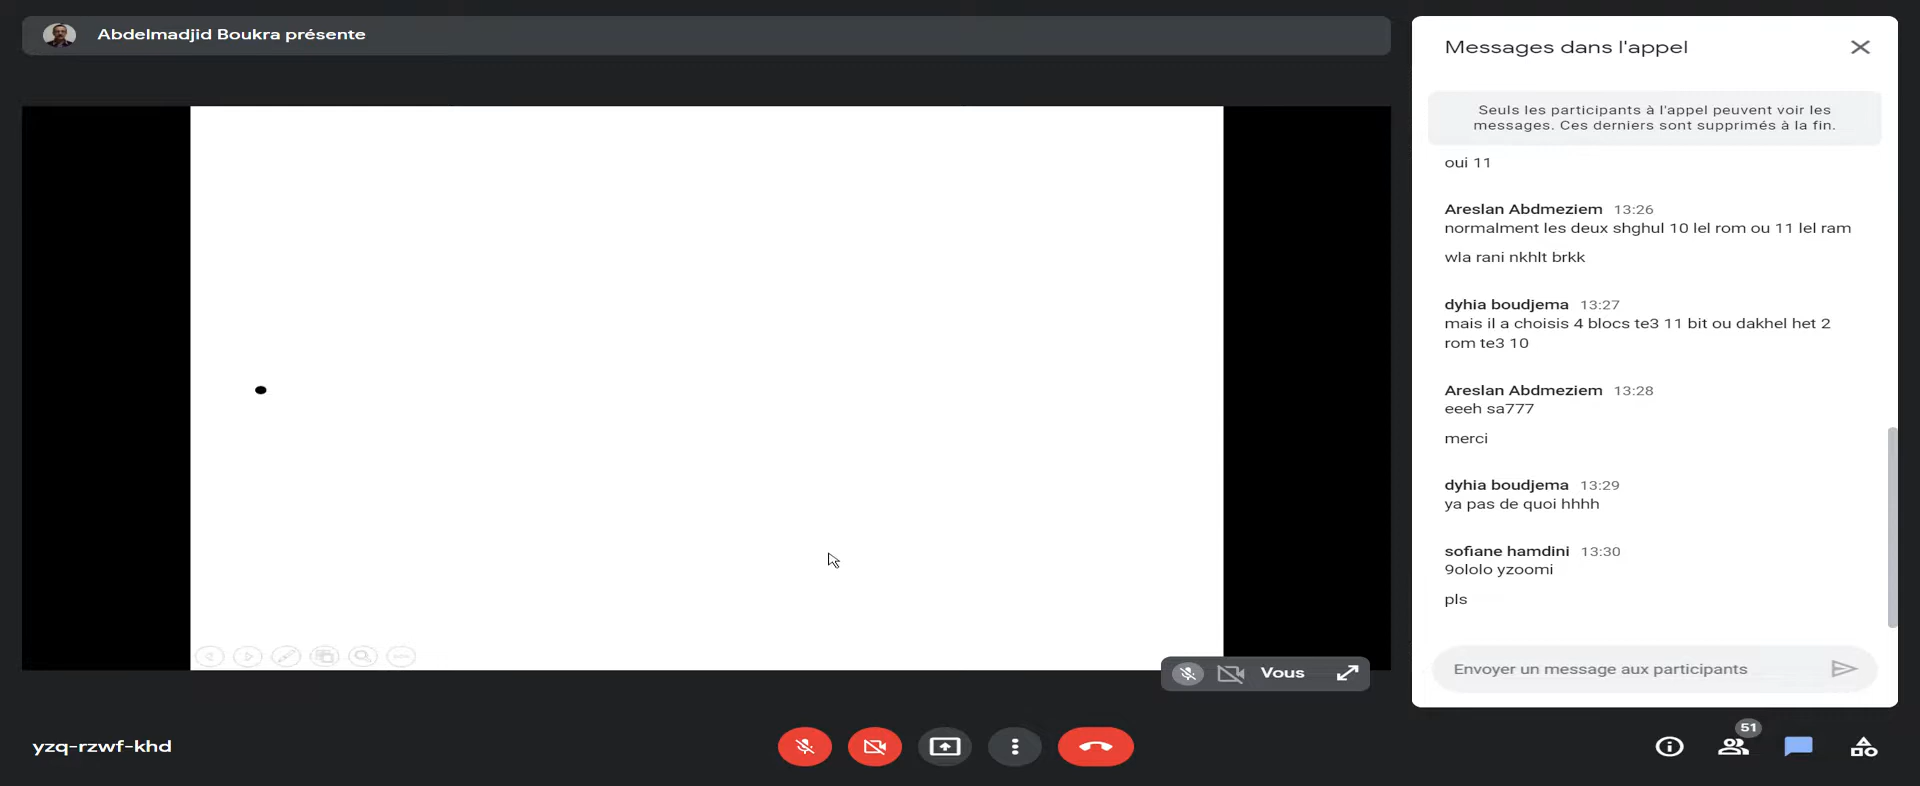 Abdelmadjid Boukra présente
Messages dans l'appel
Seuls les participants à l'appel peuvent voir les
messages. Ces derniers sont supprimés à la fin.
oui 11
Areslan Abdmeziem 13:26
normalment les deux shghul 10 lel rom ou 11 lel ram
wla rani nkhlt brkk
dyhia boudjema 13:27
mais il a choisis 4 blocs te3 11 bit ou dakhel het 2
rom te3 10
Areslan Abdmeziem 13:28
eeeh sa777
merci
dyhia boudjema 13:29
ya pas de quoi hhhh
sofiane hamdini 13:30
9ololo yzoomi
pls
Envoyer un message aux participants
Vous
yzq-rzwf-khd
51